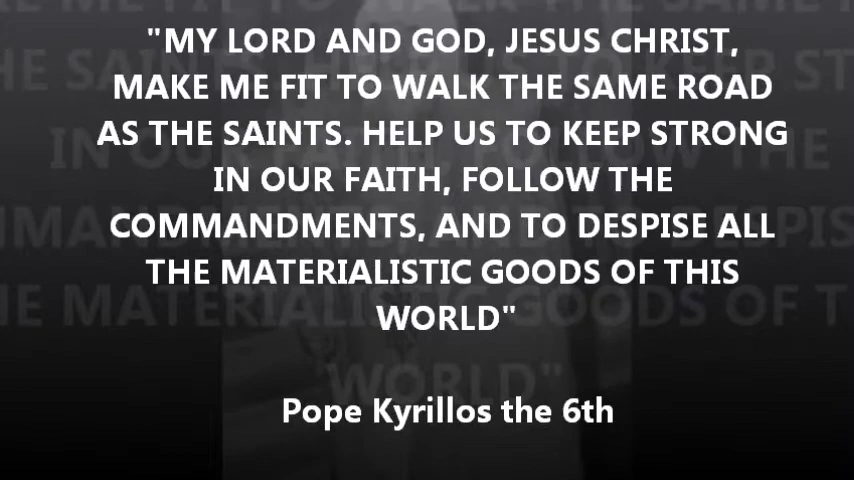 "MY LORD AND GOD, JESUS CHRIST,
MAKE ME FIT TO WALK THE SAME ROAD
AS THE SAINTS. HELP US TO KEEP STRONG
IN OUR FAITH, FOLLOW THE
COMMANDMENTS, AND TO DESPISE ALL
THE MATERIALISTIC GOODS OF THIS
WORLD"
Pope Kyrillos the 6th